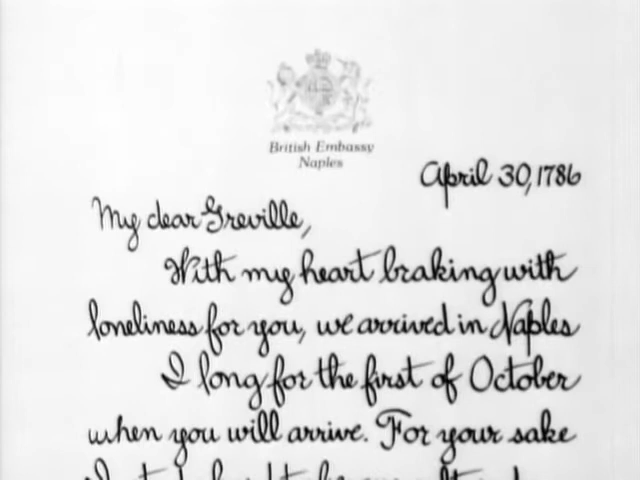 British Embassy
Naples
April 30, 1786
My dear Greville,
With my heart braking with
loneliness for you, we arrived in Naples
I long for the first of October
when you will arrive. For your sake